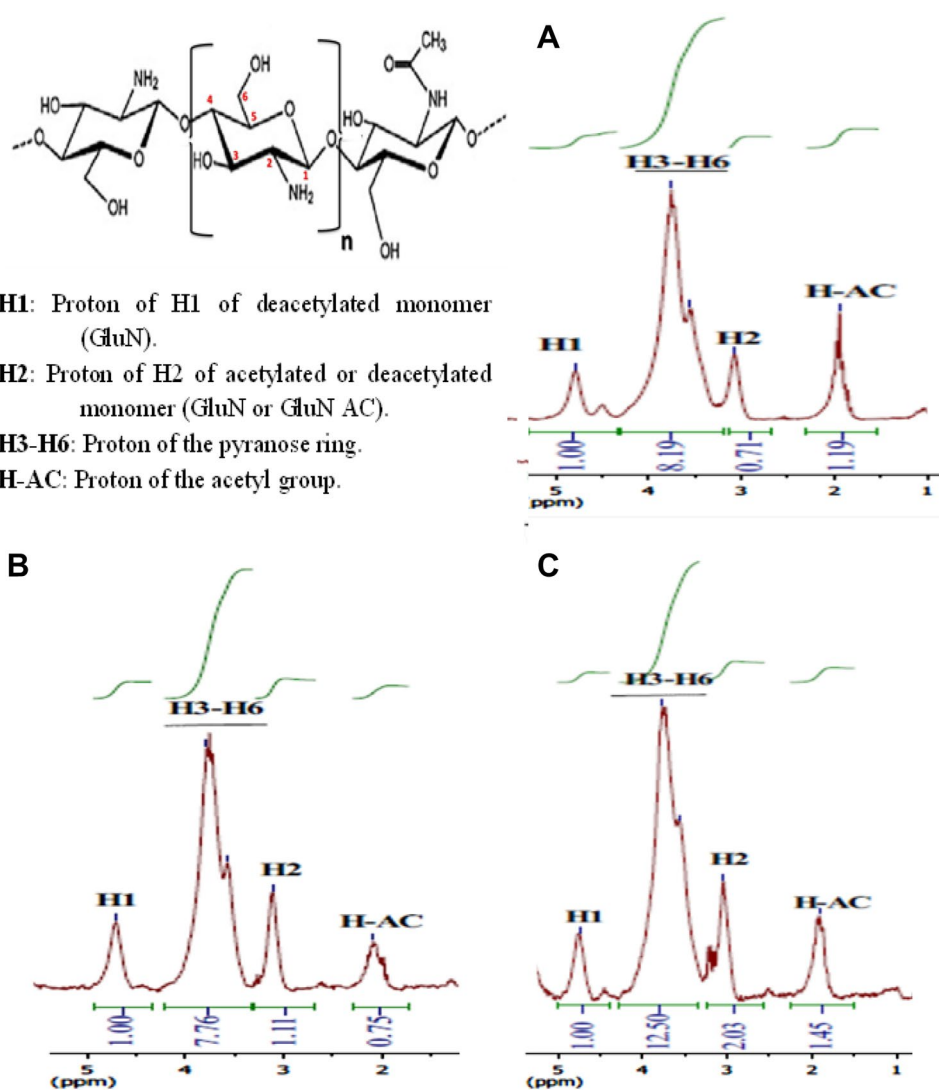 A
CH₃
O
NH
OH
NH₂
HO
O
O
O
O
O
O
O
HO
HO
NH₂
OH
OH
n
6
5
4
3
2
1
H1: Proton of H1 of deacetylated monomer
(GluN).
H2: Proton of H2 of acetylated or deacetylated
monomer (GluN or GluN AC).
H3-H6: Proton of the pyranose ring.
H-AC: Proton of the acetyl group.
H3-H6
H-AC
H1
H2
1.00
8.19
0.71
1.19
5 4 3 2 1
(ppm)
B
H3-H6
H2
H1
H-AC
1.00
7.76
1.11
0.75
5 4 3 2
(ppm)
C
H3-H6
H2
H1
H-AC
1.00
12.50
2.03
1.45
5 4 3 2 1
(ppm)